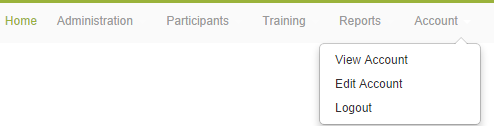 Home Administration Participants Training Reports Account
View Account
Edit Account
Logout